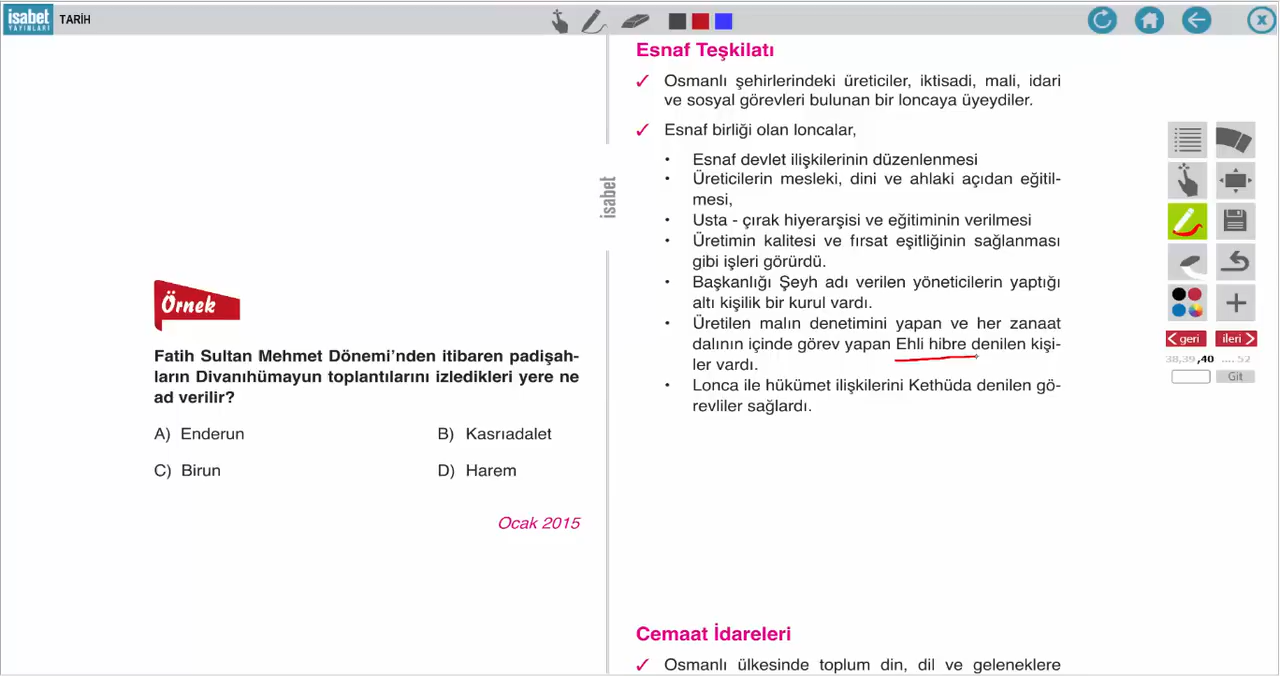 isabet
YAYINLARI
TARİH
Örnek
Fatih Sultan Mehmet Dönemi’nden itibaren padişah-
ların Divanıhümayun toplantılarını izledikleri yere ne
ad verilir?
A) Enderun
B) Kasrıadalet
C) Birun
D) Harem
Ocak 2015
isabet
Esnaf Teşkilatı
✓ Osmanlı şehirlerindeki üreticiler, iktisadi, mali, idari
ve sosyal görevleri bulunan bir loncaya üyeydiler.
✓ Esnaf birliği olan loncalar,
• Esnaf devlet ilişkilerinin düzenlenmesi
• Üreticilerin mesleki, dini ve ahlaki açıdan eğitil-
mesi,
• Usta - çırak hiyerarşisi ve eğitiminin verilmesi
• Üretimin kalitesi ve fırsat eşitliğinin sağlanması
gibi işleri görürdü.
• Başkanlığı Şeyh adı verilen yöneticilerin yaptığı
altı kişilik bir kurul vardı.
• Üretilen malın denetimini yapan ve her zanaat
dalının içinde görev yapan Ehli hibre denilen kişi-
ler vardı.
• Lonca ile hükümet ilişkilerini Kethüda denilen gö-
revliler sağlardı.
Cemaat İdareleri
✓ Osmanlı ülkesinde toplum din, dil ve geleneklere
geri
ileri
38,39,40 .... 52
Git